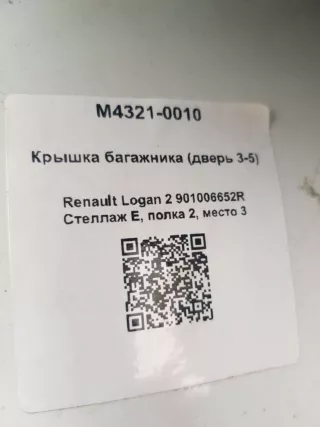 M4321-0010
Крышка багажника (дверь 3-5)
Renault Logan 2 901006652R
Стеллаж Е, полка 2, место 3